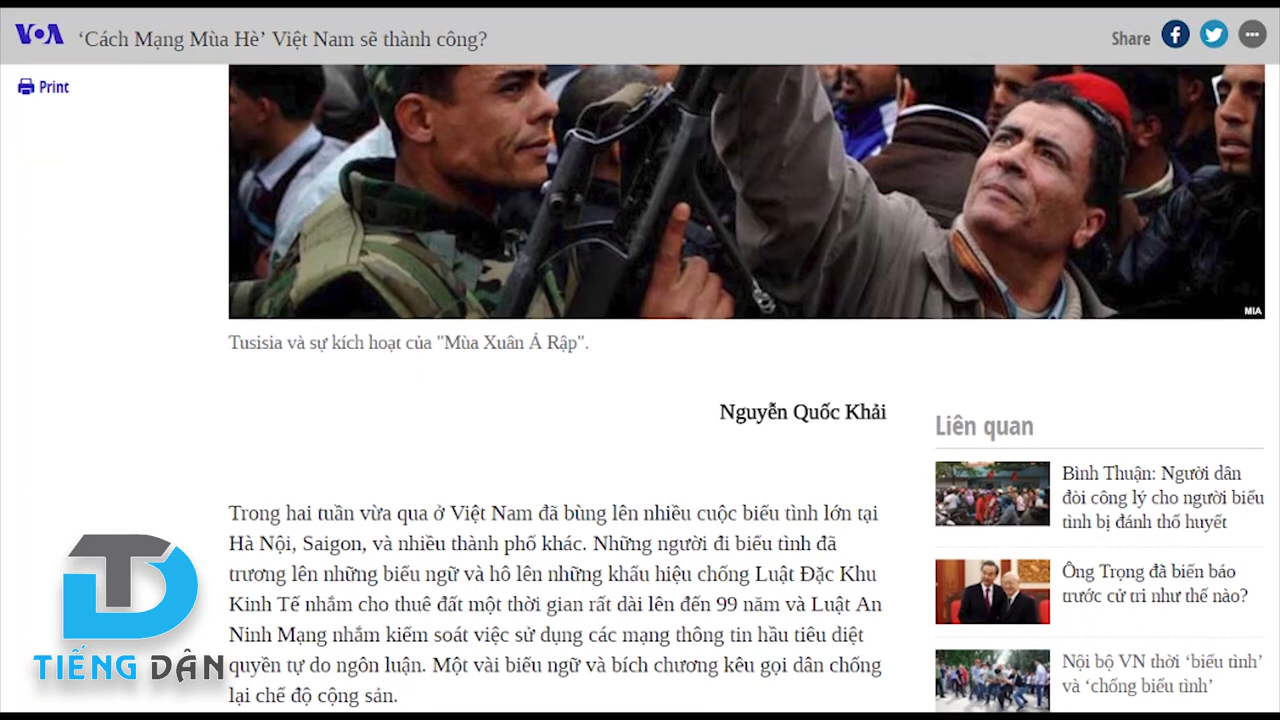 VOA
‘Cách Mạng Mùa Hè’ Việt Nam sẽ thành công?
Share
Print
MIA
Tusisia và sự kích hoạt của "Mùa Xuân Ả Rập".
Nguyễn Quốc Khải
Trong hai tuần vừa qua ở Việt Nam đã bùng lên nhiều cuộc biểu tình lớn tại
Hà Nội, Saigon, và nhiều thành phố khác. Những người đi biểu tình đã
trương lên những biểu ngữ và hô lên những khẩu hiệu chống Luật Đặc Khu
Kinh Tế nhằm cho thuê đất một thời gian rất dài lên đến 99 năm và Luật An
Ninh Mạng nhắm kiểm soát việc sử dụng các mạng thông tin hầu tiêu diệt
quyền tự do ngôn luận. Một vài biểu ngữ và bích chương kêu gọi dân chống
lại chế độ cộng sản.
Liên quan
Bình Thuận: Người dân
đòi công lý cho người biểu
tình bị đánh thổ huyết
Ông Trọng đã biến báo
trước cử tri như thế nào?
Nội bộ VN thời ‘biểu tình’
và ‘chống biểu tình’
TD
TIẾNG DÂN